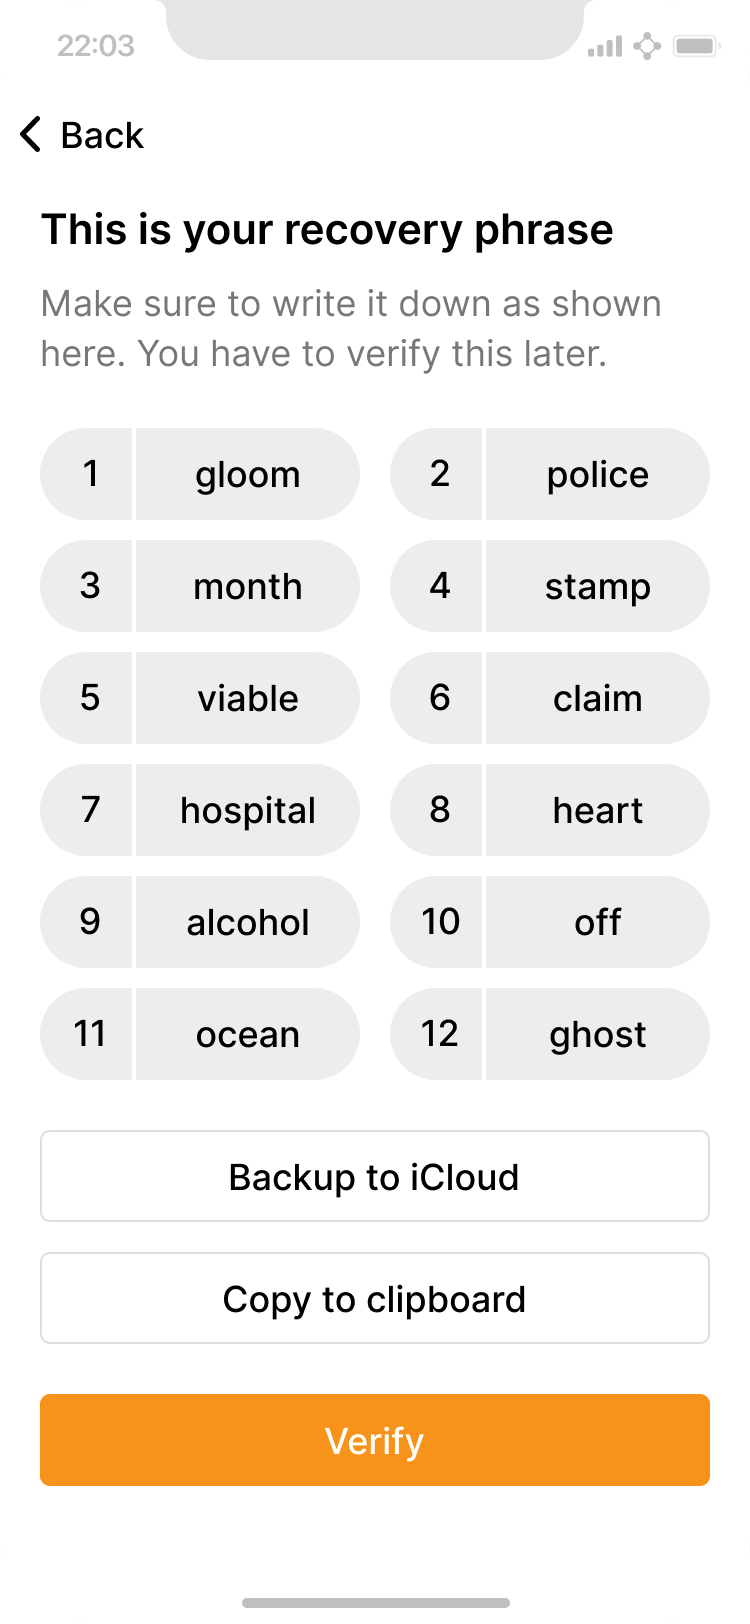 22:03
Back
This is your recovery phrase
Make sure to write it down as shown
here. You have to verify this later.
1 gloom 2 police
3 month 4 stamp
5 viable 6 claim
7 hospital 8 heart
9 alcohol 10 off
11 ocean 12 ghost
Backup to iCloud
Copy to clipboard
Verify